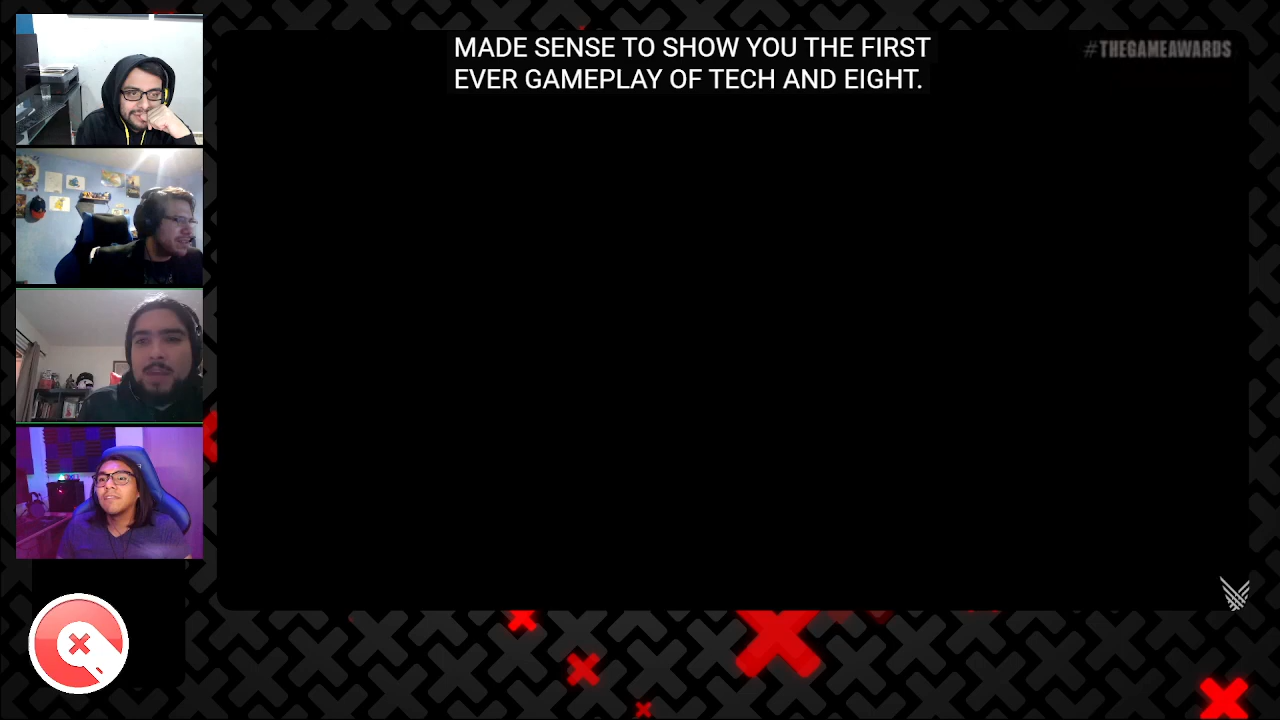 MADE SENSE TO SHOW YOU THE FIRST
EVER GAMEPLAY OF TECH AND EIGHT.
#THEGAMEAWARDS